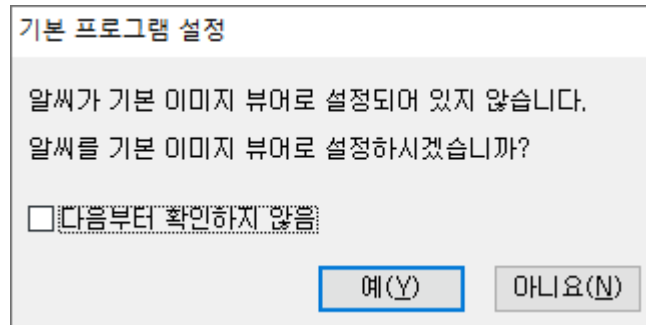 기본 프로그램 설정
알씨가 기본 이미지 뷰어로 설정되어 있지 않습니다.
알씨를 기본 이미지 뷰어로 설정하시겠습니까?
다음부터 확인하지 않음
예(Y) 아니요(N)